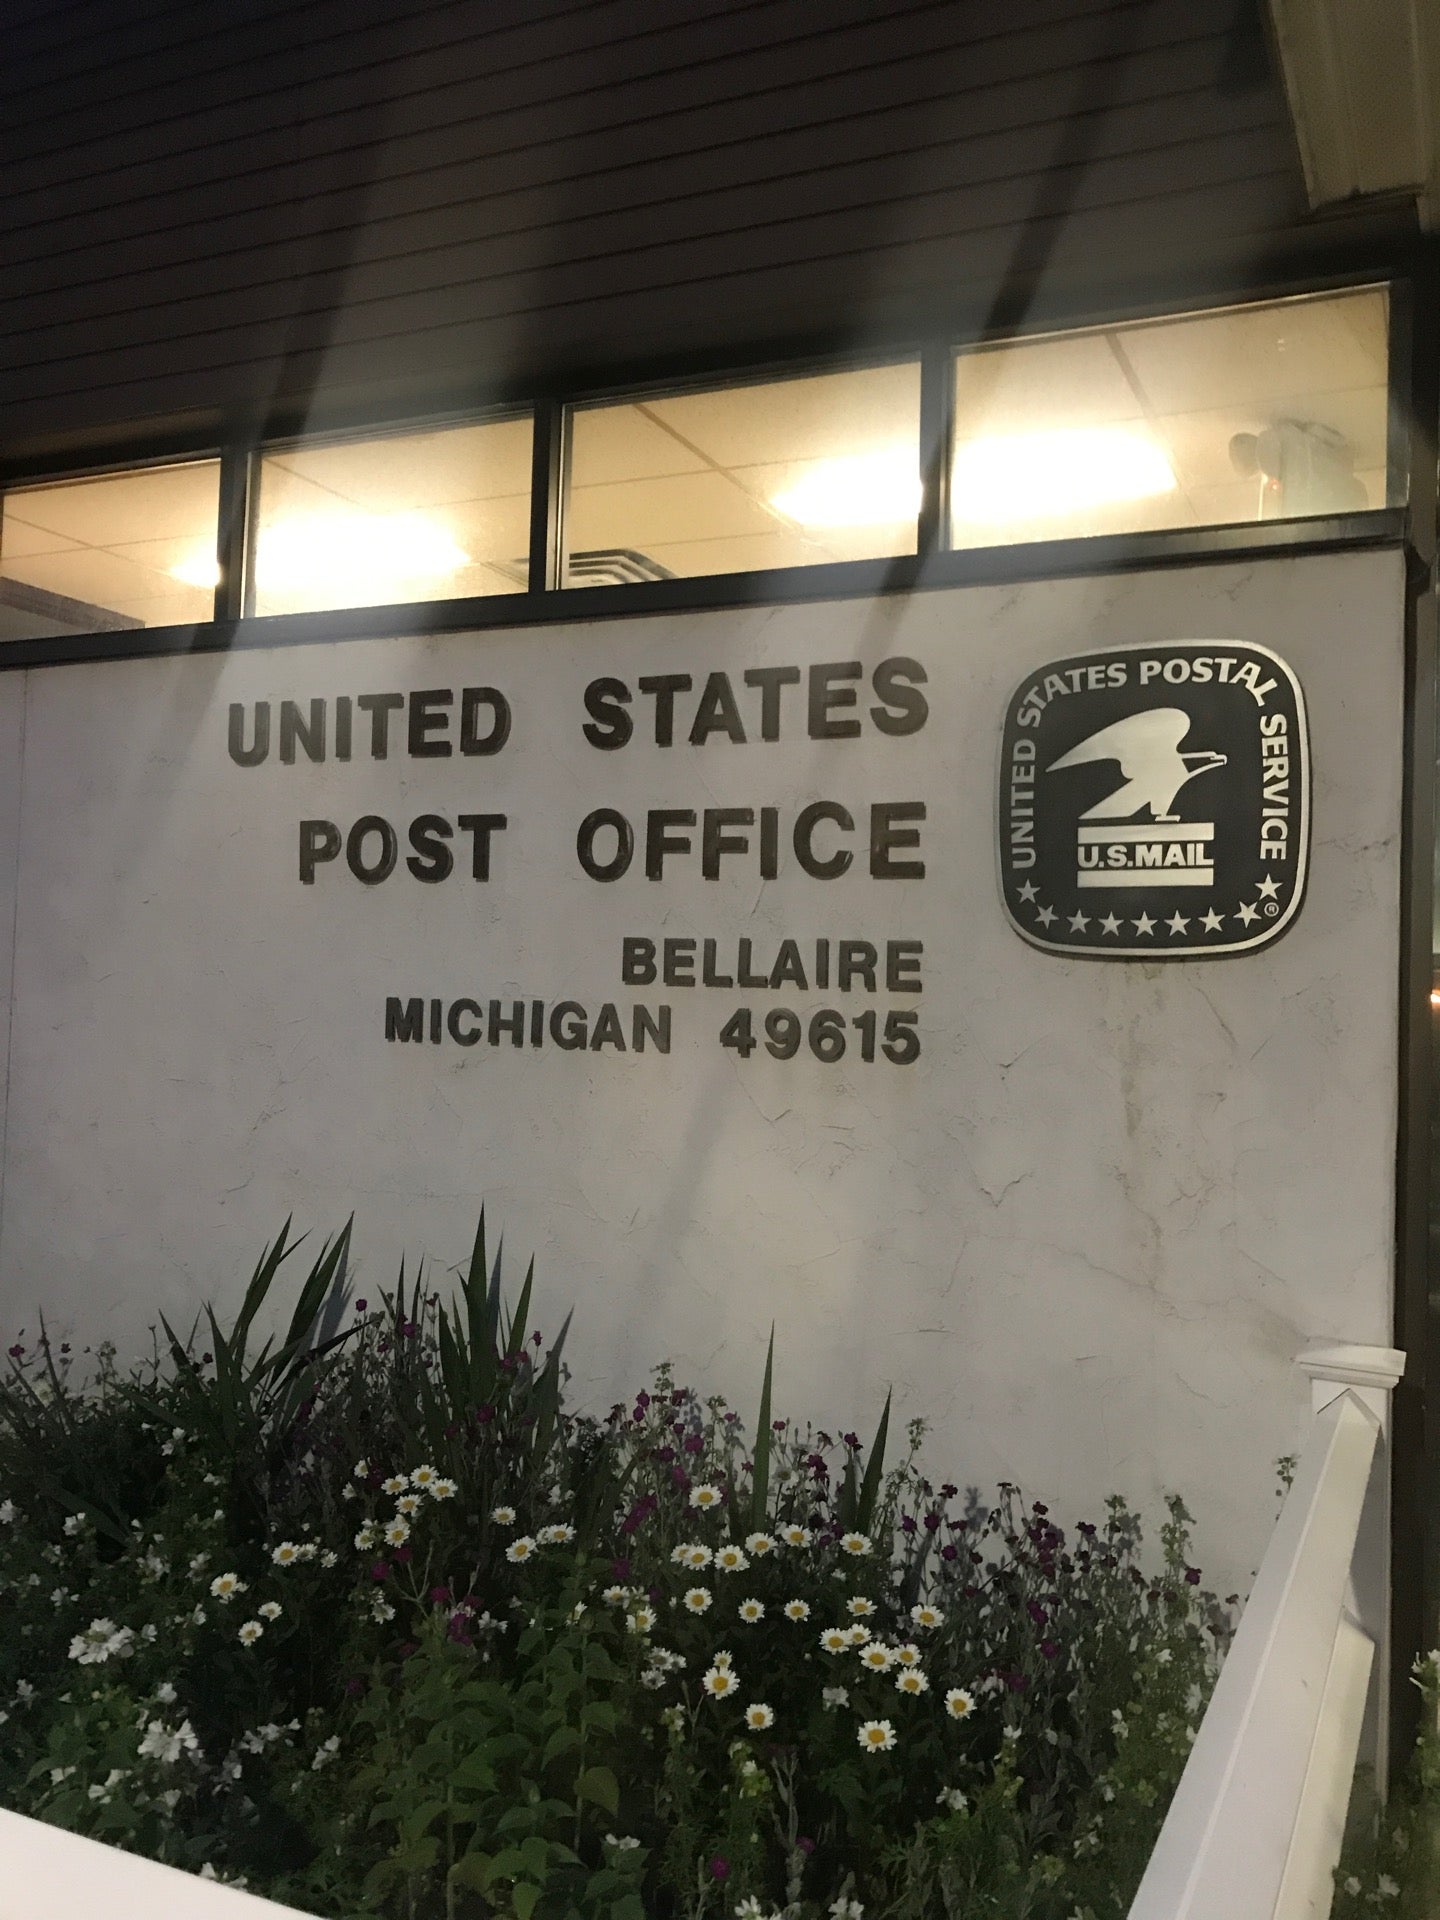 UNITED STATES
POST OFFICE
BELLAIRE
MICHIGAN 49615
UNITED STATES POSTAL SERVICE
U.S.MAIL
®